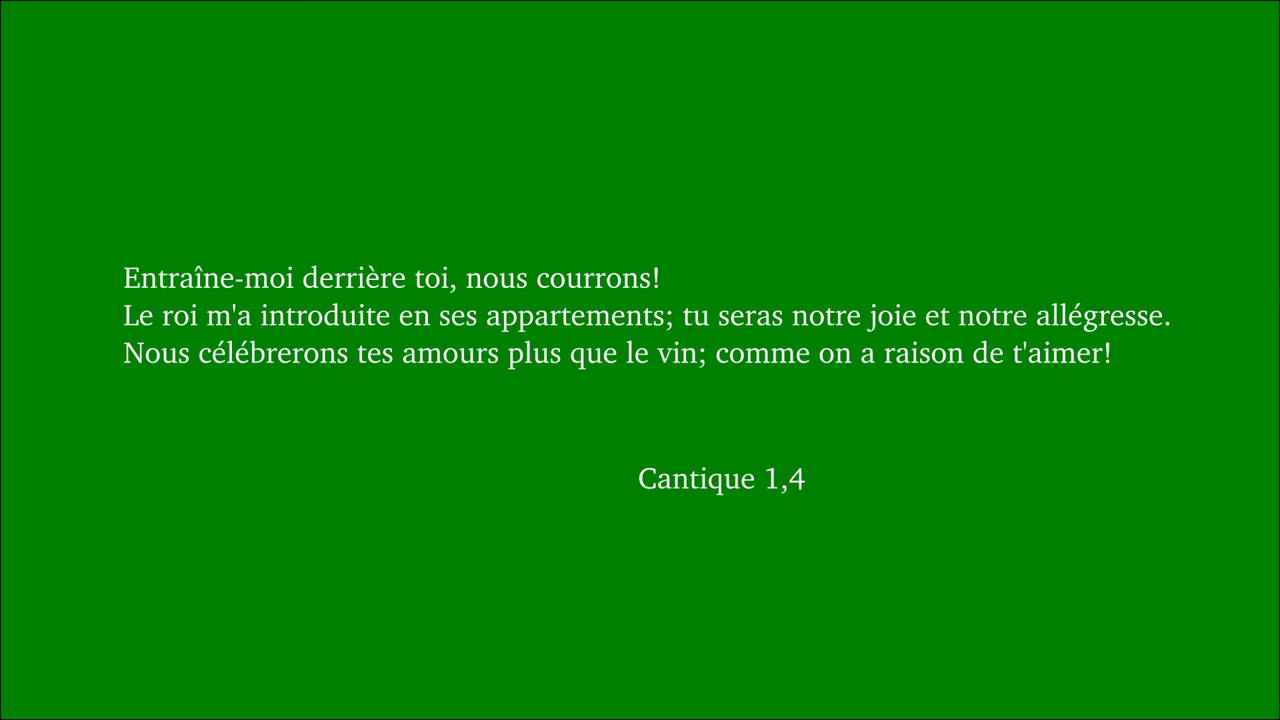 Entraîne-moi derrière toi, nous courrons!
Le roi m'a introduite en ses appartements; tu seras notre joie et notre allégresse.
Nous célébrerons tes amours plus que le vin; comme on a raison de t'aimer!
Cantique 1,4